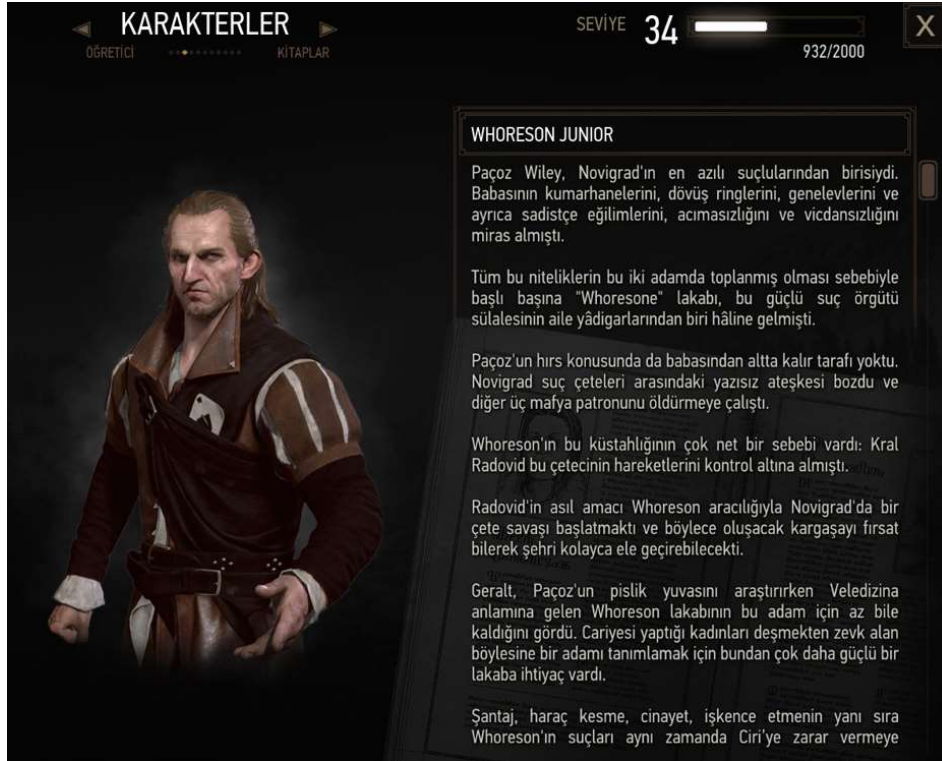 KARAKTERLER
ÖĞRETİCİ
KİTAPLAR
SEVİYE 34
932/2000
X
WHORESON JUNIOR
Paçoz Wiley, Novigrad'ın en azılı suçlularından birisiydi.
Babasının kumarhanelerini, dövüş ringlerini, genelevlerini ve
ayrıca sadistçe eğilimlerini, acımasızlığını ve vicdansızlığını
miras almıştı.
Tüm bu niteliklerin bu iki adamda toplanmış olması sebebiyle
başlı başına "Whoresone" lakabı, bu güçlü suç örgütü
sülalesinin aile yâdigarlarından biri hâline gelmişti.
Paçoz'un hırs konusunda da babasından altta kalır tarafı yoktu.
Novigrad suç çeteleri arasındaki yazısız ateşkesi bozdu ve
diğer üç mafya patronunu öldürmeye çalıştı.
Whoreson'ın bu küstahlığının çok net bir sebebi vardı: Kral
Radovid bu çetecinin hareketlerini kontrol altına almıştı.
Radovid'in asıl amacı Whoreson aracılığıyla Novigrad'da bir
çete savaşı başlatmaktı ve böylece oluşacak kargaşayı fırsat
bilerek şehri kolayca ele geçirebilecekti.
Geralt, Paçoz'un pislik yuvasını araştırırken Veledizina
anlamına gelen Whoreson lakabının bu adam için az bile
kaldığını gördü. Cariyesi yaptığı kadınları deşmekten zevk alan
böylesine bir adamı tanımlamak için bundan çok daha güçlü bir
lakaba ihtiyaç vardı.
Şantaj, haraç kesme, cinayet, işkence etmenin yanı sıra
Whoreson'ın suçları aynı zamanda Ciri'ye zarar vermeye